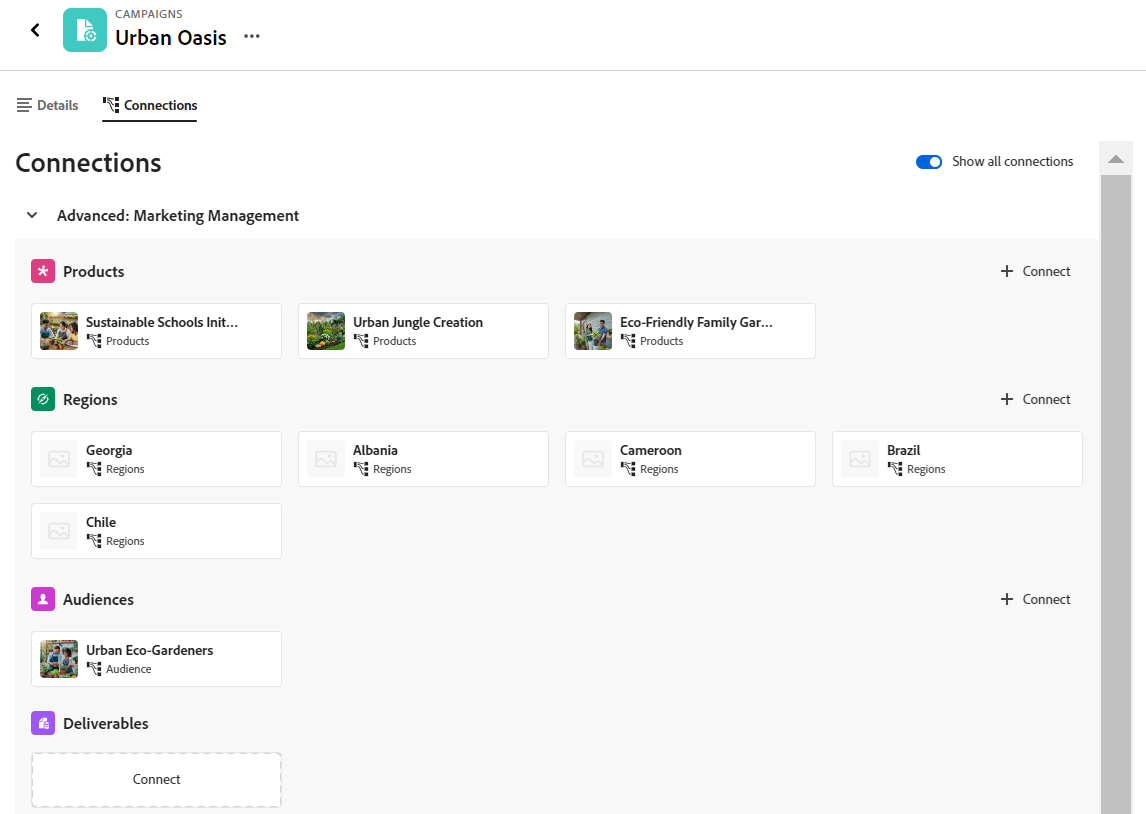 CAMPAIGNS
Urban Oasis
Details
Connections
Connections
Show all connections
Advanced: Marketing Management
Products
Connect
Sustainable Schools Init...
Products
Urban Jungle Creation
Products
Eco-Friendly Family Gar...
Products
Regions
Connect
Georgia
Regions
Albania
Regions
Cameroon
Regions
Brazil
Regions
Chile
Regions
Audiences
Connect
Urban Eco-Gardeners
Audience
Deliverables
Connect